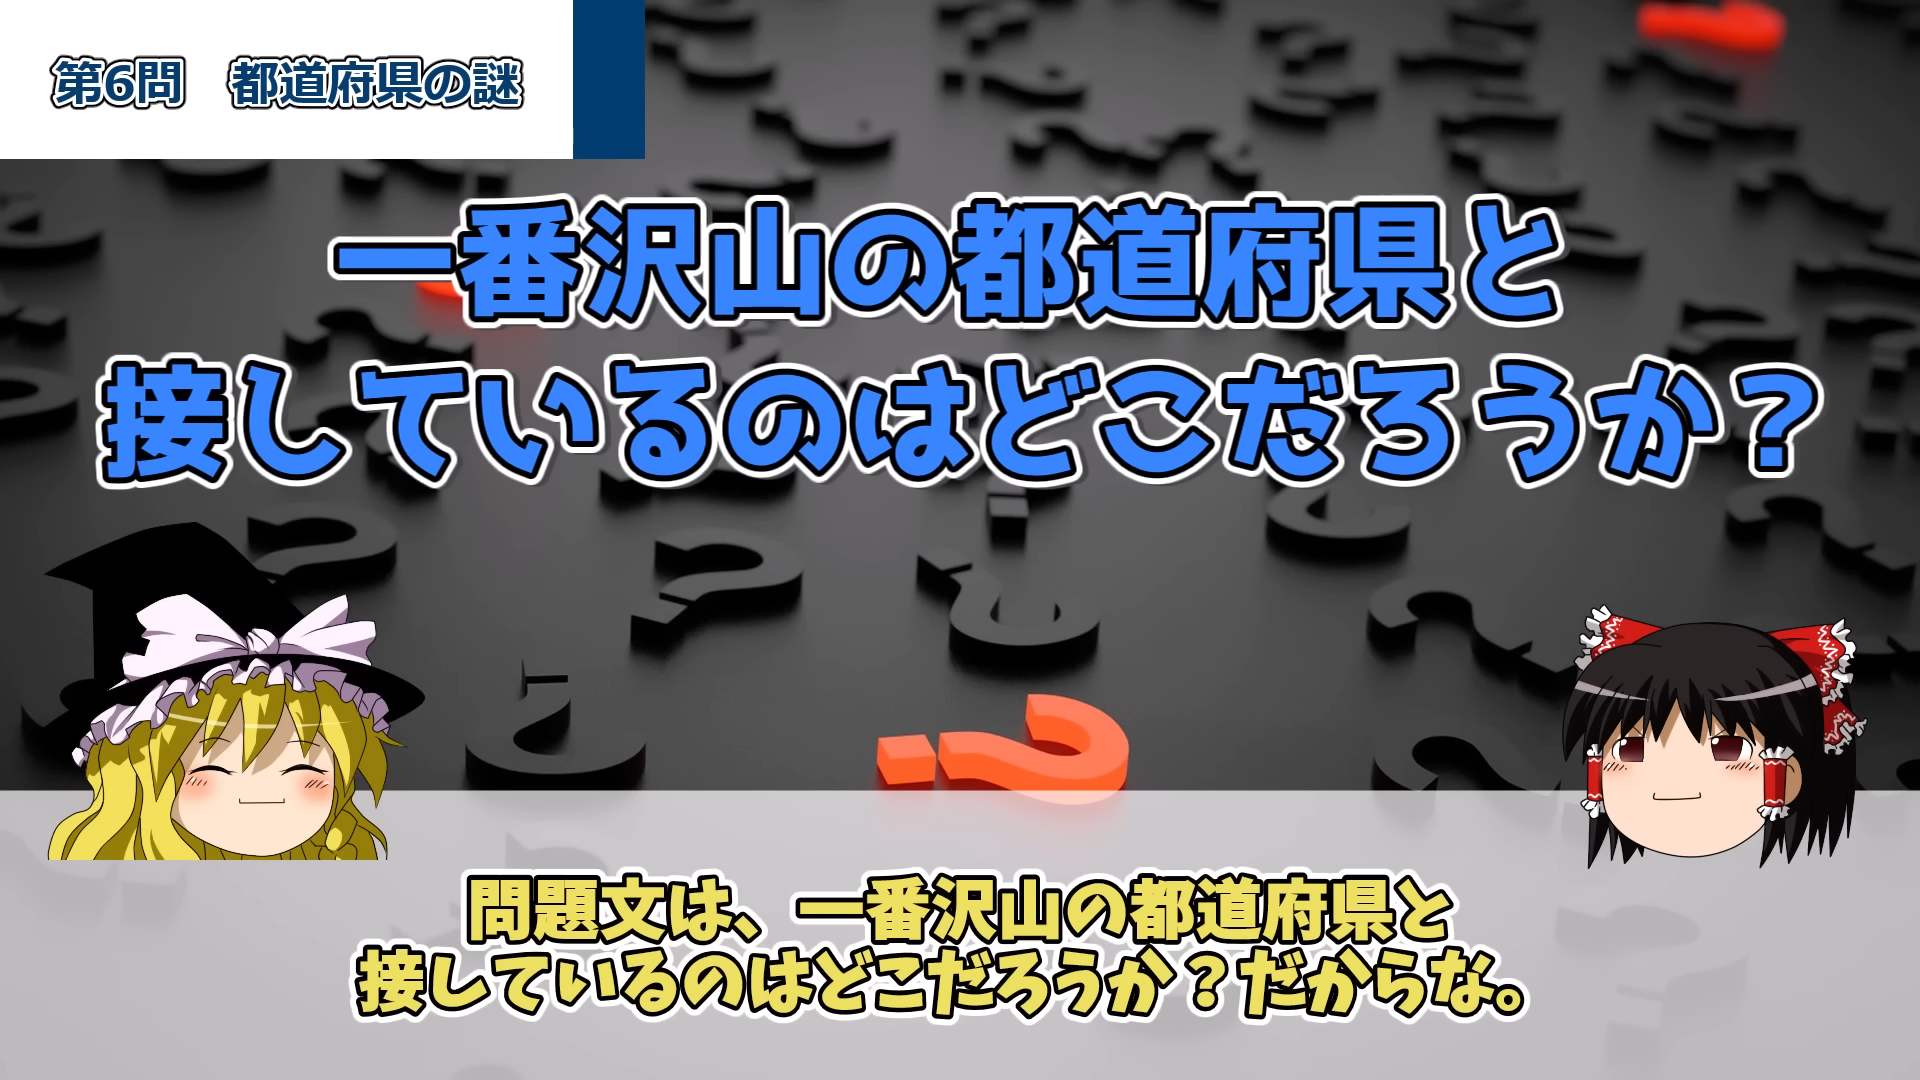 第6問　都道府県の謎
一番沢山の都道府県と
接しているのはどこだろうか？
問題文は、一番沢山の都道府県と
接しているのはどこだろうか？だからな。